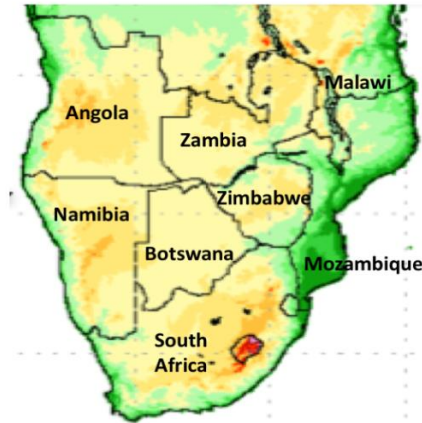 Malawi
Angola
Zambia
Zimbabwe
Namibia
Botswana
Mozambique
South
Africa